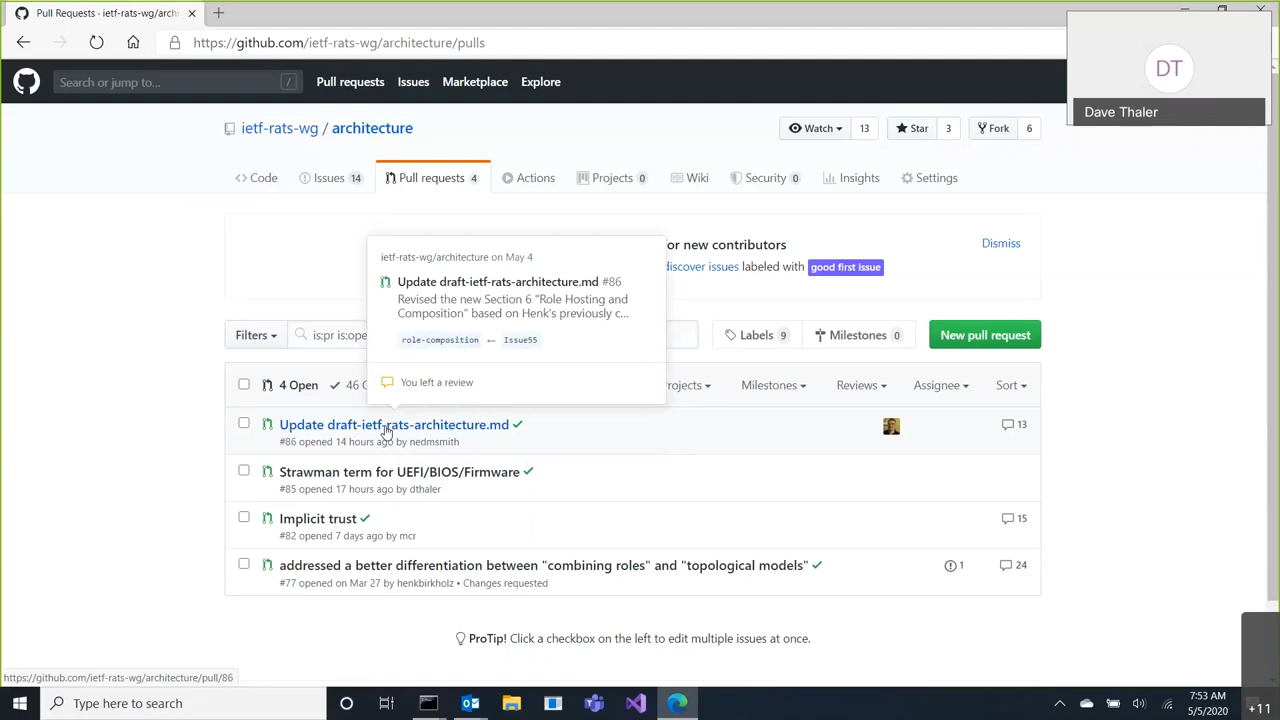 Pull Requests · ietf-rats-wg/archi
https://github.com/ietf-rats-wg/architecture/pulls
DT
Dave Thaler
Search or jump to...
/
Pull requests
Issues
Marketplace
Explore
ietf-rats-wg / architecture
Watch
13
Star
3
Fork
6
Code
Issues 14
Pull requests 4
Actions
Projects 0
Wiki
Security 0
Insights
Settings
or new contributors
Dismiss
discover issues labeled with good first issue
ietf-rats-wg/architecture on May 4
Update draft-ietf-rats-architecture.md #86
Revised the new Section 6 "Role Hosting and
Composition" based on Henk's previously c...
role-composition ← Issue55
You left a review
Filters
is:pr is:ope
Labels 9
Milestones 0
New pull request
4 Open
46 C
rojects
Milestones
Reviews
Assignee
Sort
Update draft-ietf-rats-architecture.md
13
#86 opened 14 hours ago by nedmsmith
Strawman term for UEFI/BIOS/Firmware
#85 opened 17 hours ago by dthaler
Implicit trust
15
#82 opened 7 days ago by mcr
addressed a better differentiation between "combining roles" and "topological models"
1
24
#77 opened on Mar 27 by henkbirkholz • Changes requested
ProTip! Click a checkbox on the left to edit multiple issues at once.
https://github.com/ietf-rats-wg/architecture/pull/86
Type here to search
7:53 AM
5/5/2020
+11